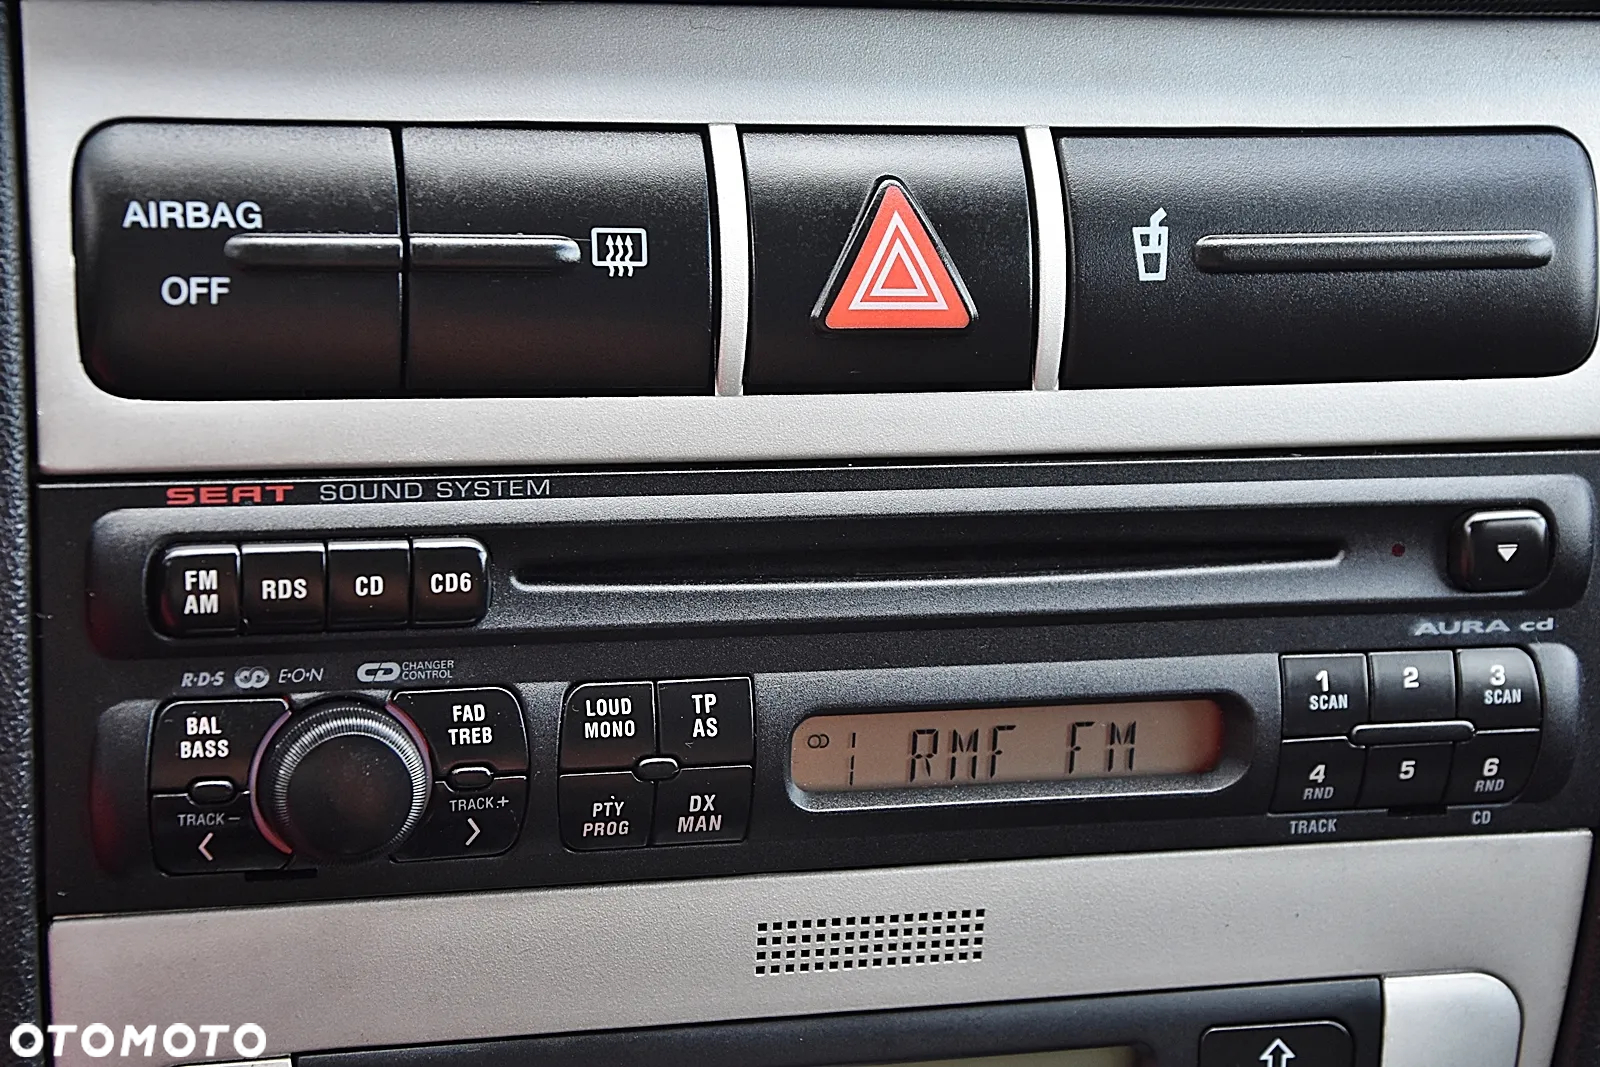 AIRBAG
OFF
SEAT SOUND SYSTEM
FM
AM
RDS
CD
CD6
AURA cd
R·D·S E·O·N
CD CHANGER
CONTROL
BAL
BASS
TRACK -
<
FAD
TREB
TRACK +
>
LOUD
MONO
TP
AS
PTY
PROG
DX
MAN
1 RMF FM
1
SCAN
2
3
SCAN
4
RND
5
6
RND
TRACK
CD
OTOMOTO